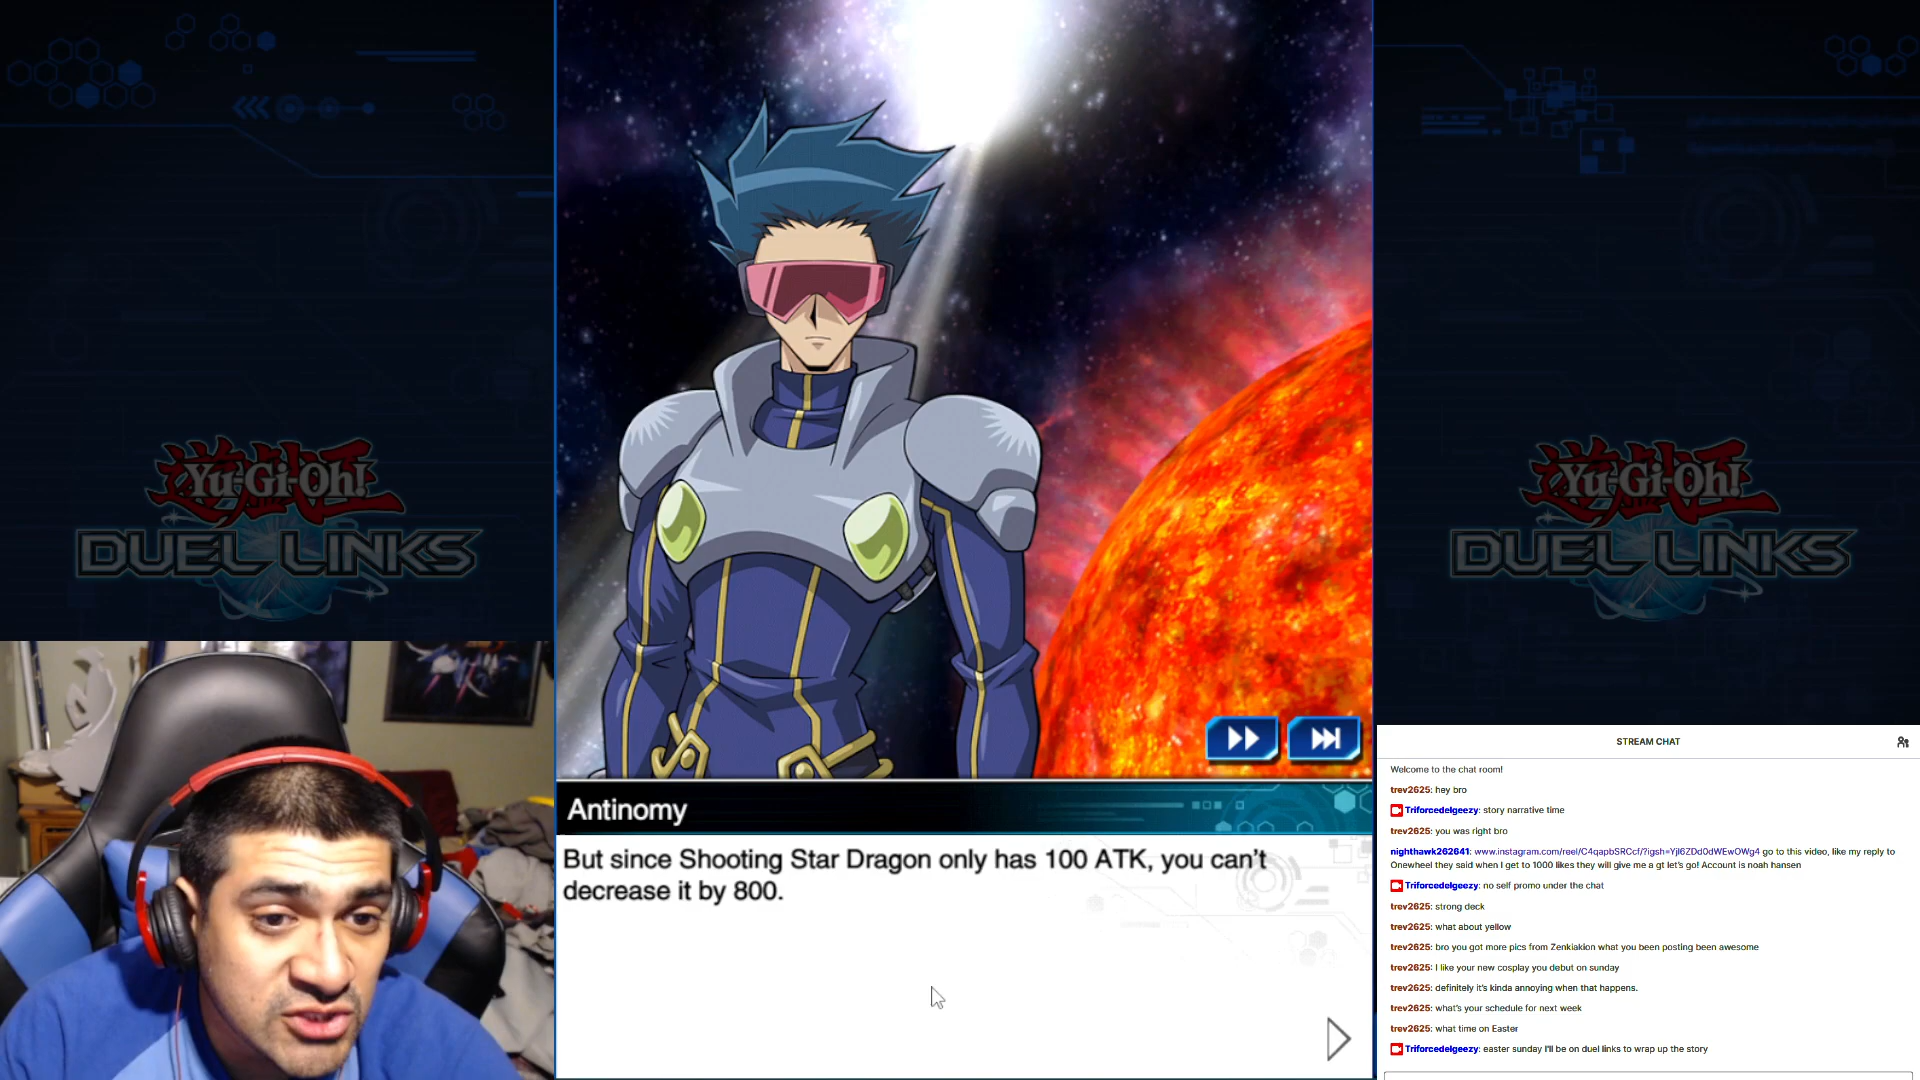 Yu-Gi-Oh!
DUEL LINKS
Antinomy
But since Shooting Star Dragon only has 100 ATK, you can't
decrease it by 800.
Yu-Gi-Oh!
DUEL LINKS
STREAM CHAT
Welcome to the chat room!
trev2625: hey bro
Triforcedelgeezy: story narrative time
trev2625: you was right bro
nighthawk262641: www.instagram.com/reel/C4qapbSRCcf/?igsh=Yjl6ZDd0dWEwOWg4 go to this video, like my reply to
Onewheel they said when I get to 1000 likes they will give me a gt let's go! Account is noah hansen
Triforcedelgeezy: no self promo under the chat
trev2625: strong deck
trev2625: what about yellow
trev2625: bro you got more pics from Zenkiakion what you been posting been awesome
trev2625: I like your new cosplay you debut on sunday
trev2625: definitely it's kinda annoying when that happens.
trev2625: what's your schedule for next week
trev2625: what time on Easter
Triforcedelgeezy: easter sunday I'll be on duel links to wrap up the story